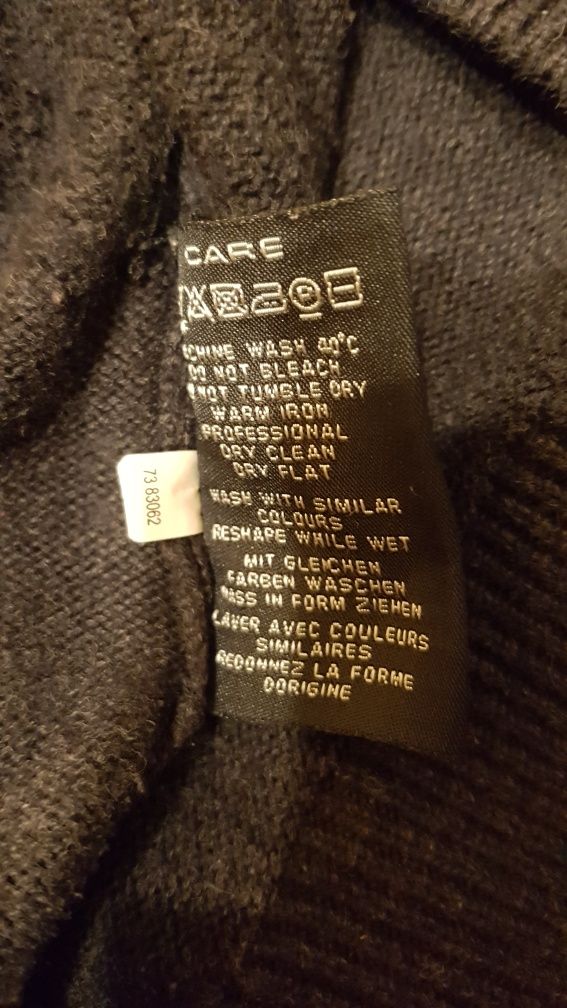 CARE
CHINE WASH 40°C
DO NOT BLEACH
NOT TUMBLE DRY
WARM IRON
PROFESSIONAL
DRY CLEAN
DRY FLAT
WASH WITH SIMILAR
COLOURS
RESHAPE WHILE WET
MIT GLEICHEN
FARBEN WASCHEN
NASS IN FORM ZIEHEN
LAVER AVEC COULEURS
SIMILAIRES
REDONNEZ LA FORME
DORIGINE
73 83062